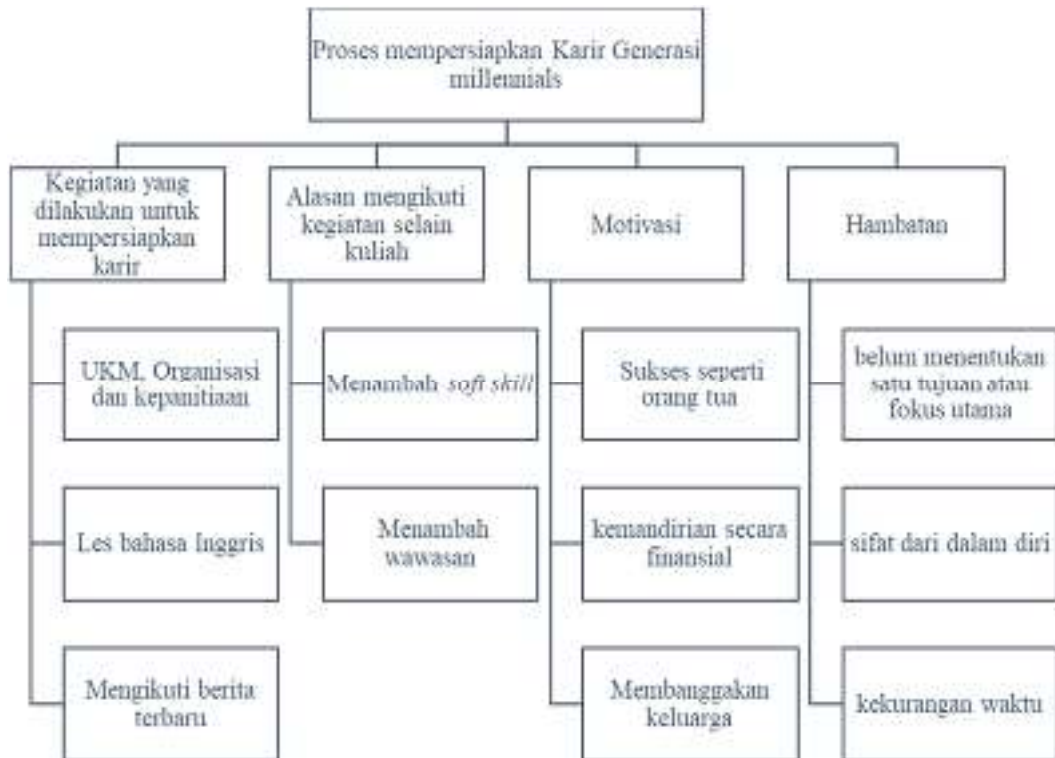 Proses mempersiapkan Karir Generasi
millennials
Kegiatan yang
dilakukan untuk
mempersiapkan
karir
Alasan mengikuti
kegiatan selain
kuliah
Motivasi
Hambatan
UKM, Organisasi
dan kepanitiaan
Menambah soft skill
Sukses seperti
orang tua
belum menentukan
satu tujuan atau
fokus utama
Les bahasa Inggris
Menambah
wawasan
kemandirian secara
finansial
sifat dari dalam diri
Mengikuti berita
terbaru
Membanggakan
keluarga
kekurangan waktu